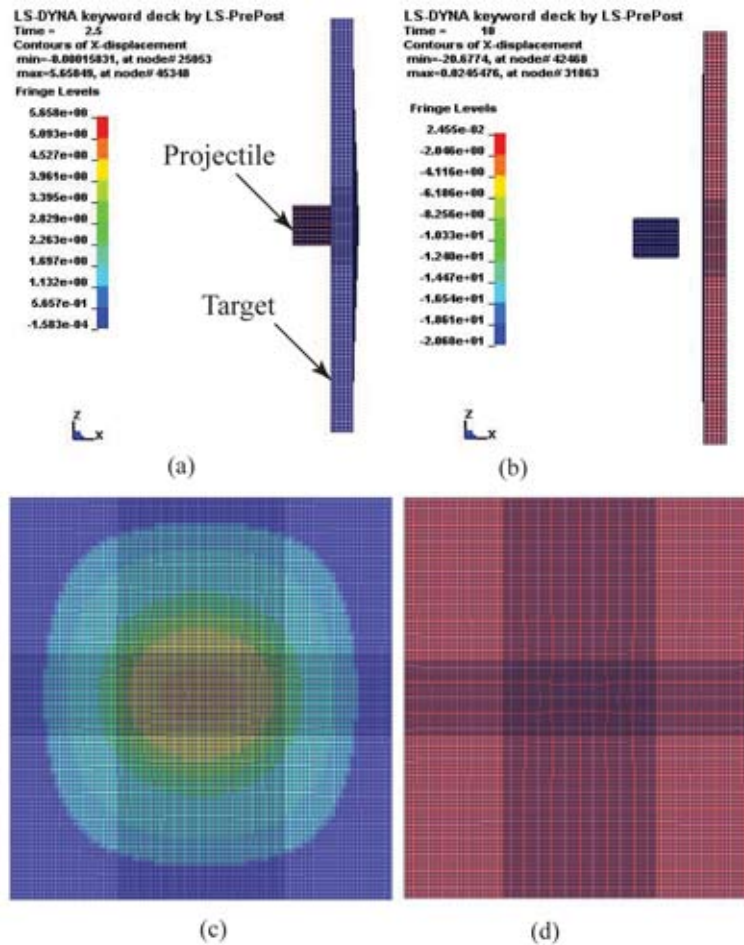 LS-DYNA keyword deck by LS-PrePost
Time = 2.5
Contours of X-displacement
min=-0.00015831, at node# 25053
max=5.65849, at node# 45348
Fringe Levels
5.658e+00
5.093e+00
4.527e+00
3.961e+00
3.395e+00
2.829e+00
2.263e+00
1.697e+00
1.132e+00
5.657e-01
-1.583e-04
Projectile
Target
Z
X
(a)
LS-DYNA keyword deck by LS-PrePost
Time = 10
Contours of X-displacement
min=-20.6774, at node# 42460
max=0.0245476, at node# 31863
Fringe Levels
2.455e-02
-2.046e+00
-4.116e+00
-6.186e+00
-8.256e+00
-1.033e+01
-1.240e+01
-1.447e+01
-1.654e+01
-1.861e+01
-2.068e+01
Z
X
(b)
(c)
(d)